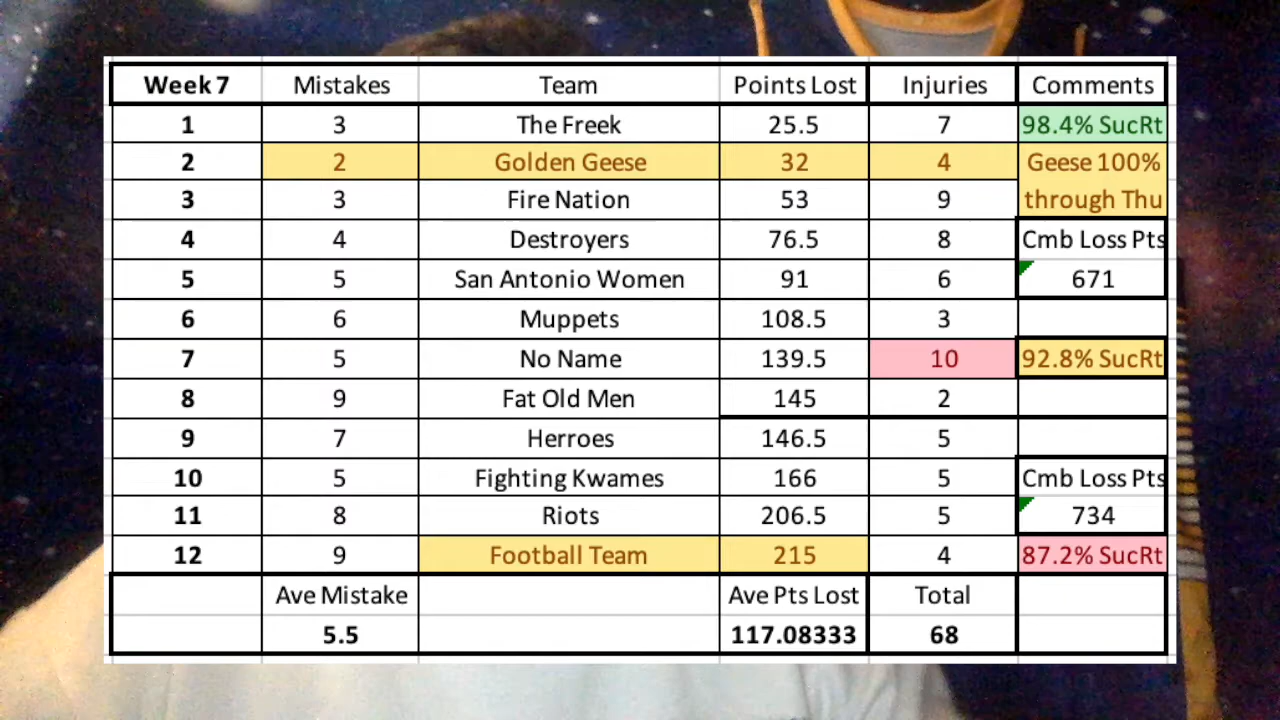 Week 7 Mistakes Team Points Lost Injuries Comments
1 3 The Freek 25.5 7 98.4% SucRt
2 2 Golden Geese 32 4 Geese 100%
3 3 Fire Nation 53 9 through Thu
4 4 Destroyers 76.5 8 Cmb Loss Pts
5 5 San Antonio Women 91 6 671
6 6 Muppets 108.5 3
7 5 No Name 139.5 10 92.8% SucRt
8 9 Fat Old Men 145 2
9 7 Herroes 146.5 5
10 5 Fighting Kwames 166 5 Cmb Loss Pts
11 8 Riots 206.5 5 734
12 9 Football Team 215 4 87.2% SucRt
Ave Mistake Ave Pts Lost Total
5.5 117.08333 68